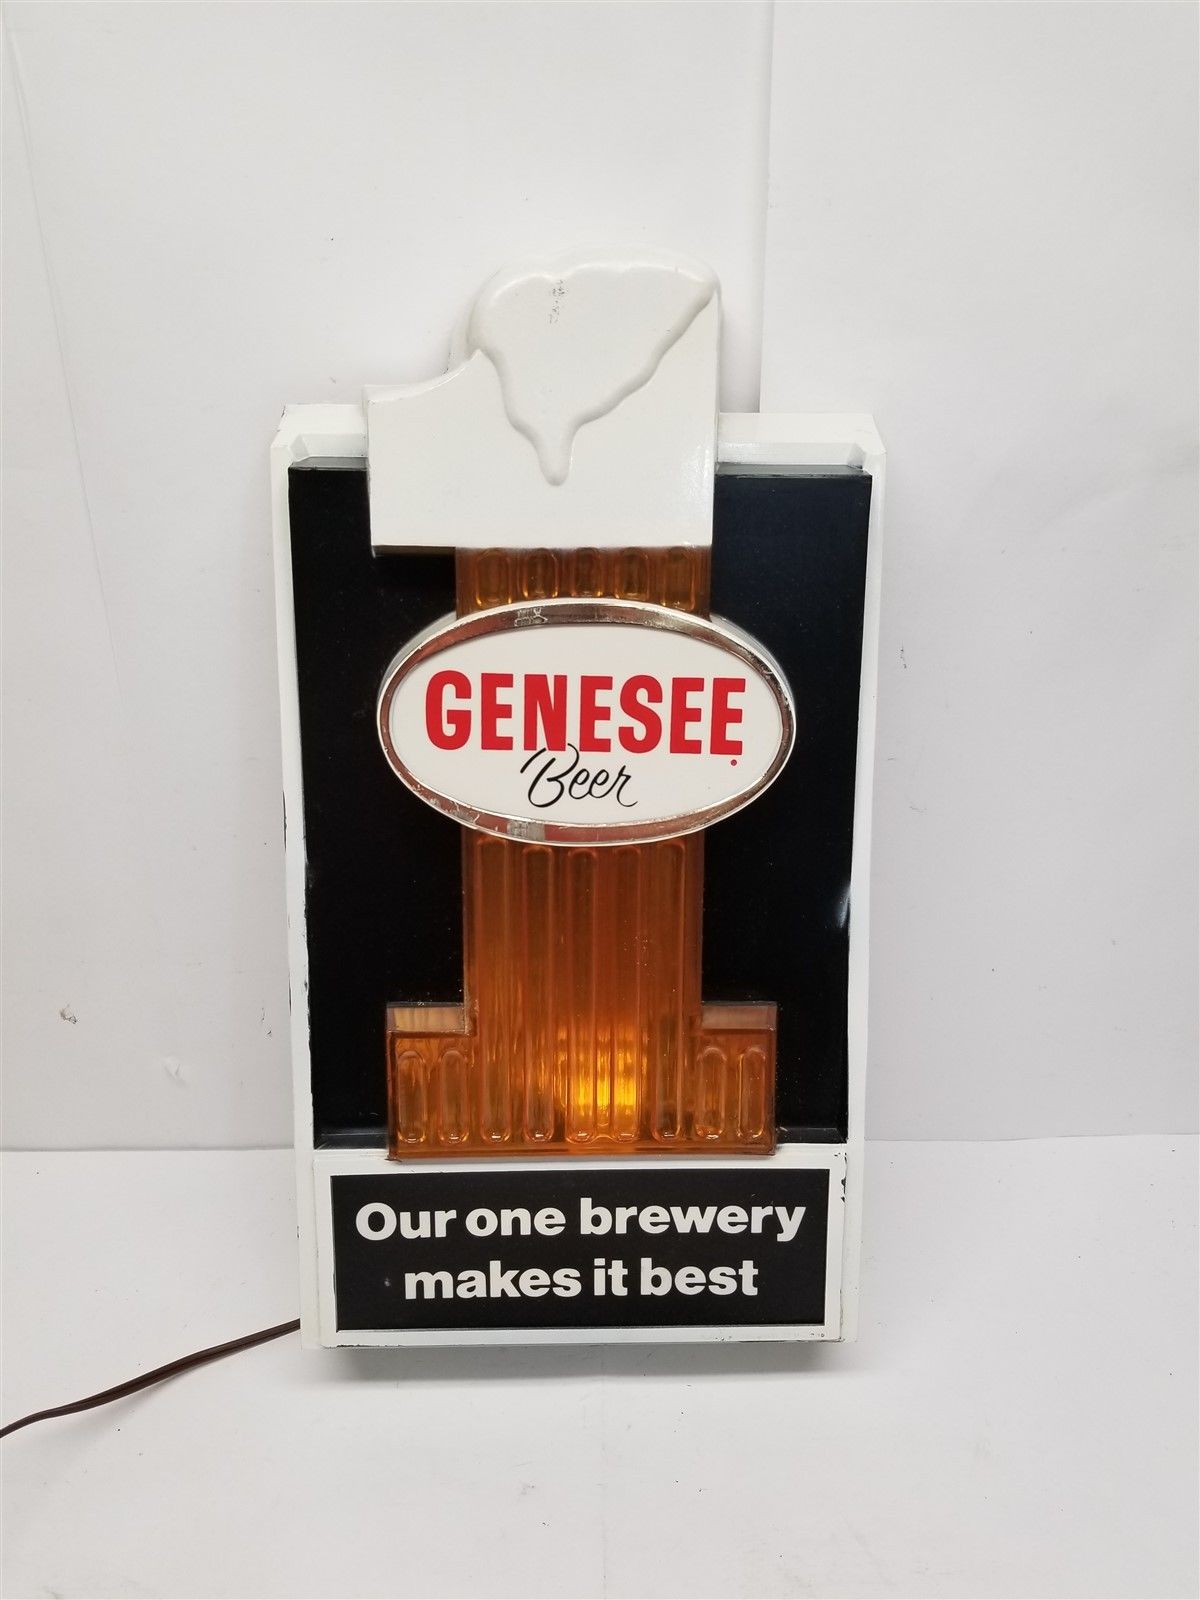 GENESEE
Beer
Our one brewery
makes it best